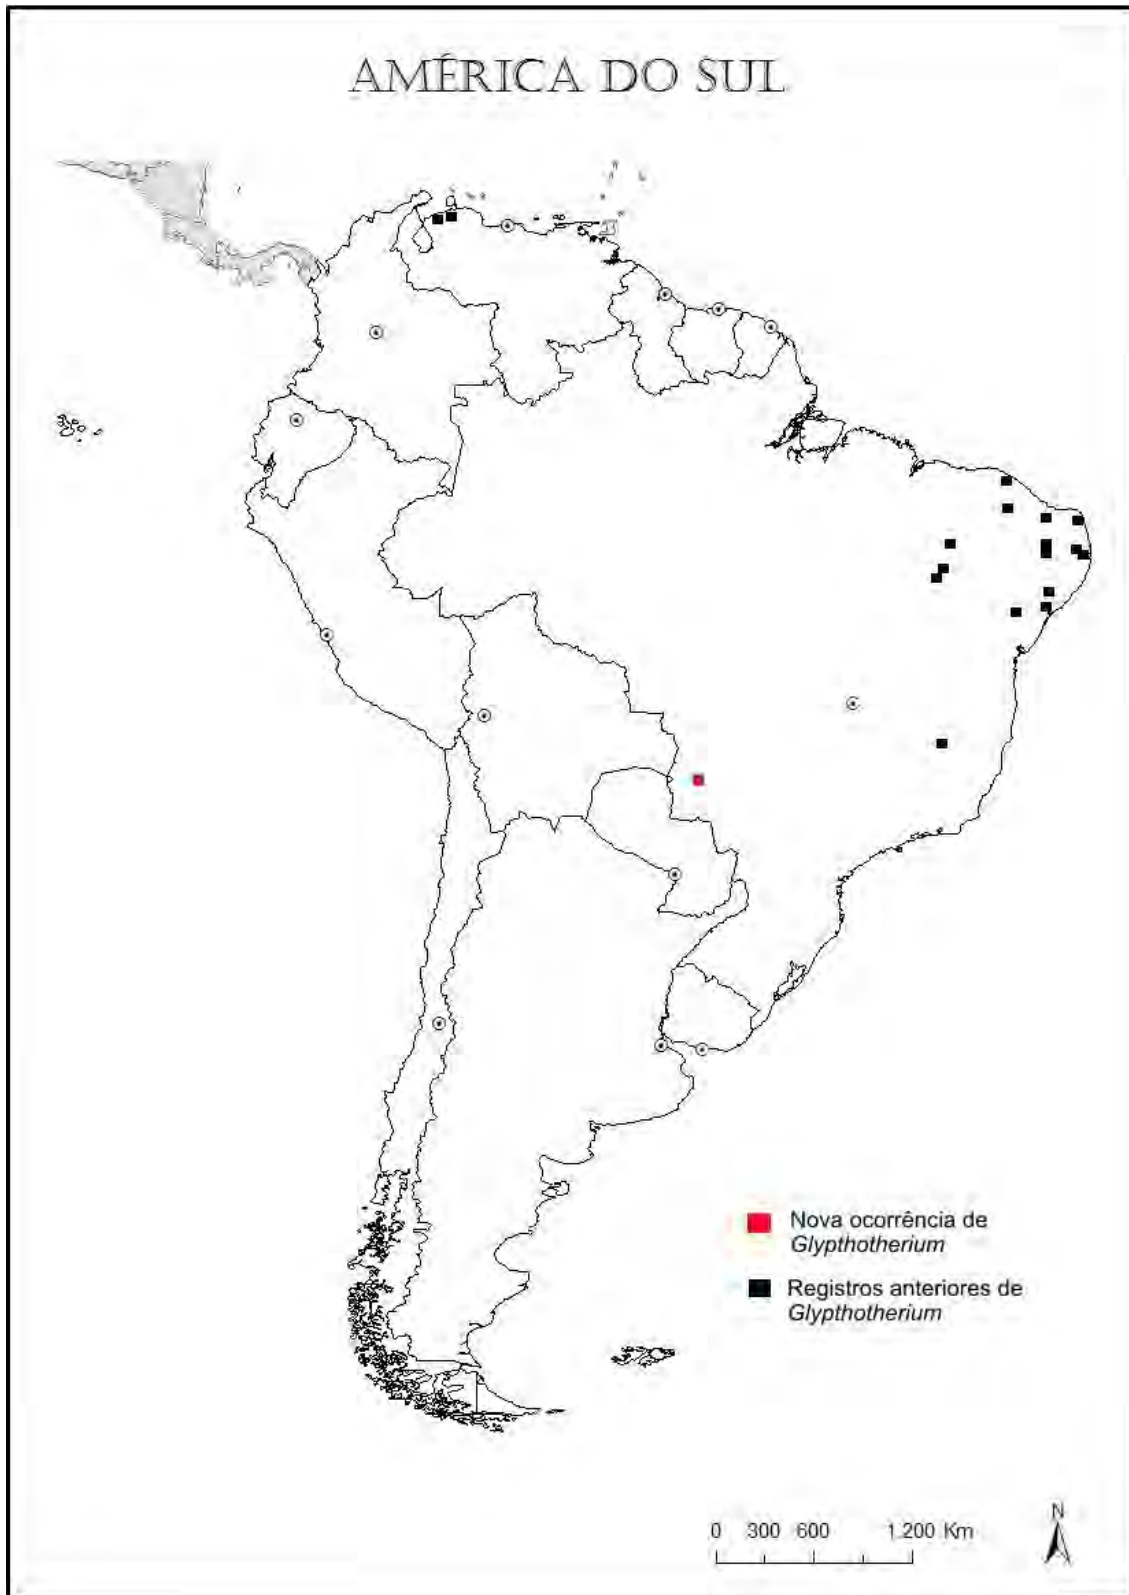 AMÉRICA DO SUL
Nova ocorrência de
Glypthotherium
Registros anteriores de
Glypthotherium
N
0 300 600 1.200 Km